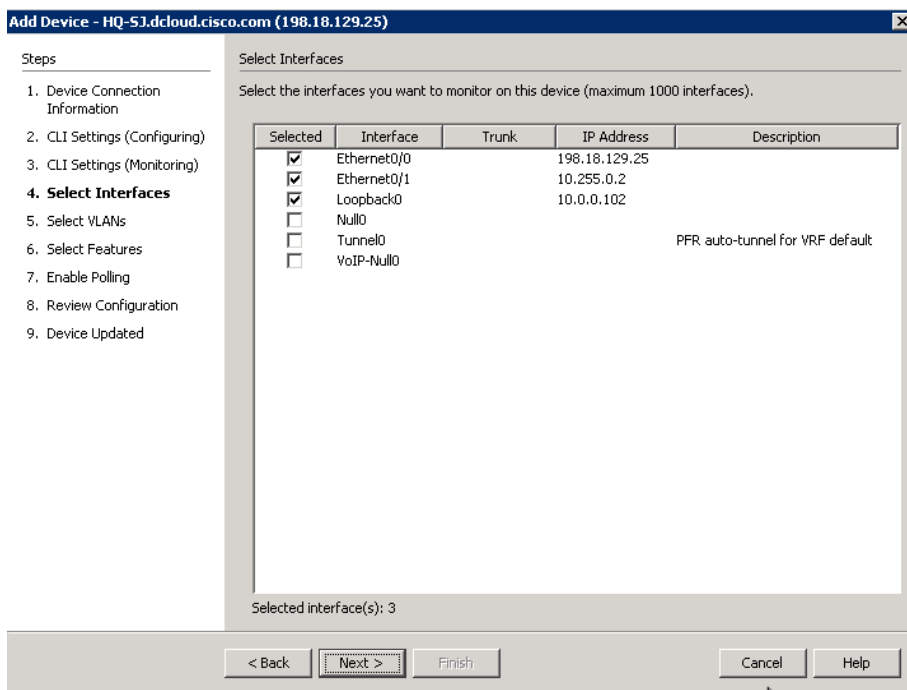 Add Device - HQ-SJ.dcloud.cisco.com (198.18.129.25)
Steps
1. Device Connection
Information
2. CLI Settings (Configuring)
3. CLI Settings (Monitoring)
4. Select Interfaces
5. Select VLANs
6. Select Features
7. Enable Polling
8. Review Configuration
9. Device Updated
Select Interfaces
Select the interfaces you want to monitor on this device (maximum 1000 interfaces).
Selected Interface Trunk IP Address Description
Ethernet0/0 198.18.129.25
Ethernet0/1 10.255.0.2
Loopback0 10.0.0.102
Null0
Tunnel0 PFR auto-tunnel for VRF default
VoIP-Null0
Selected interface(s): 3
< Back Next > Finish Cancel Help